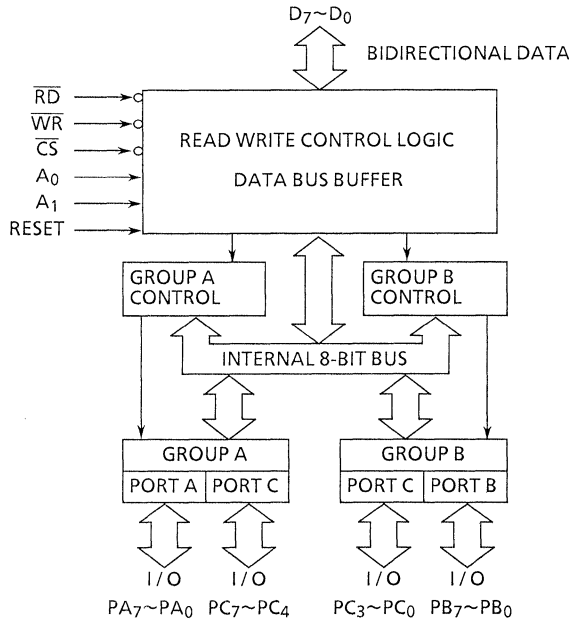 D7~D0
BIDIRECTIONAL DATA
RD
WR
CS
A0
A1
RESET
READ WRITE CONTROL LOGIC
DATA BUS BUFFER
GROUP A
CONTROL
GROUP B
CONTROL
INTERNAL 8-BIT BUS
GROUP A
PORT A PORT C
GROUP B
PORT C PORT B
I/O I/O I/O I/O
PA7~PA0 PC7~PC4 PC3~PC0 PB7~PB0